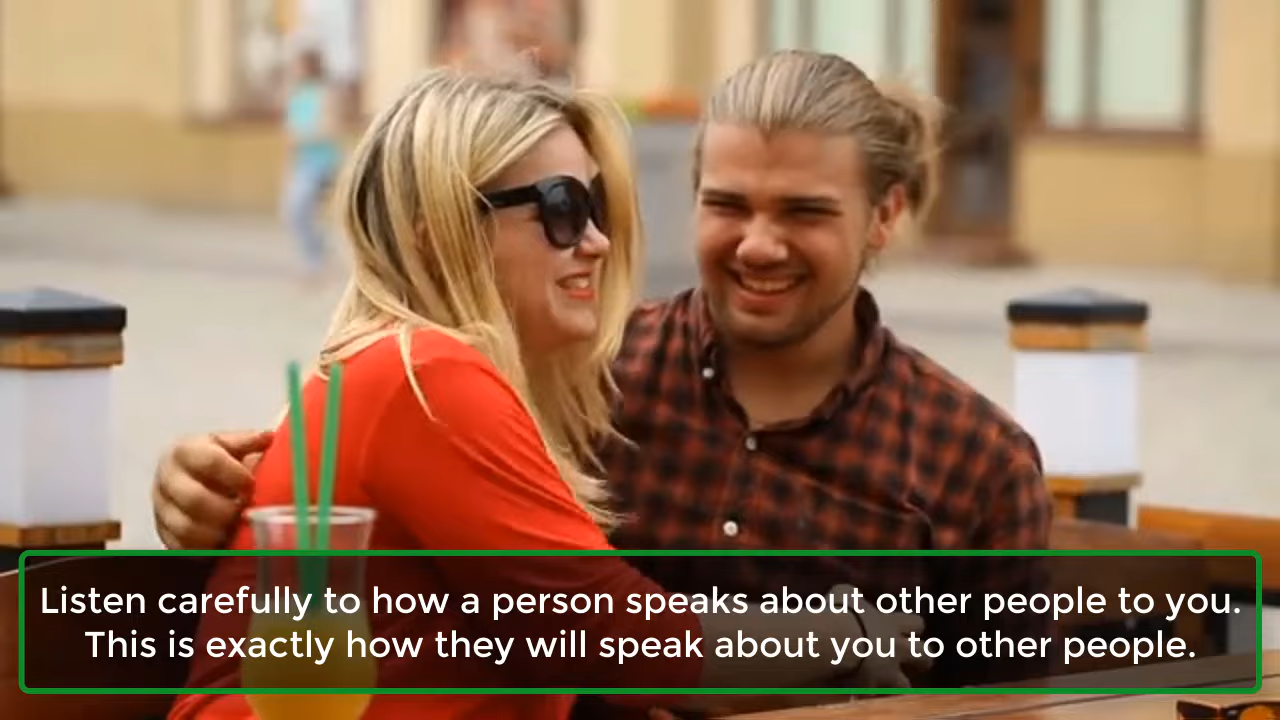 Listen carefully to how a person speaks about other people to you.
This is exactly how they will speak about you to other people.